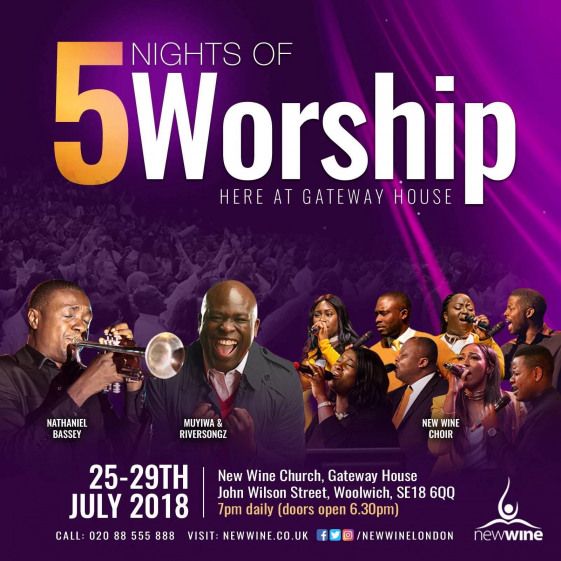 5 NIGHTS OF
Worship
HERE AT GATEWAY HOUSE
NATHANIEL
BASSEY
MUYIWA &
RIVERSONGZ
NEW WINE
CHOIR
25-29TH
JULY 2018
New Wine Church, Gateway House
John Wilson Street, Woolwich, SE18 6QQ
7pm daily (doors open 6.30pm)
CALL: 020 88 555 888 VISIT: NEWWINE.CO.UK /NEWWINELONDON
newwine